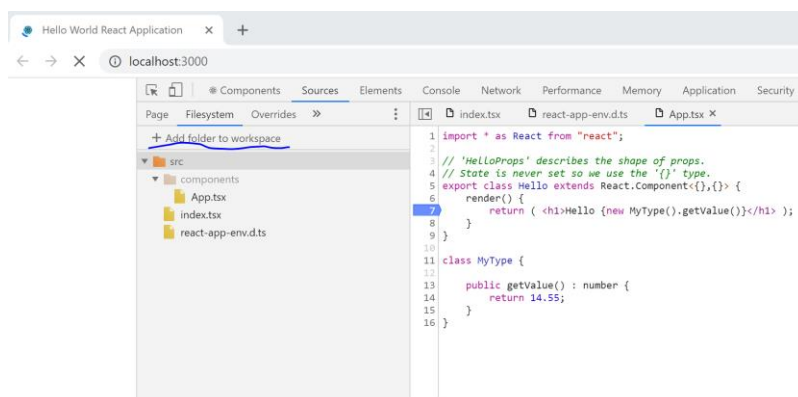 Hello World React Application × +
localhost:3000
Components Sources Elements Console Network Performance Memory Application Security
Page Filesystem Overrides » index.tsx react-app-env.d.ts App.tsx ×
+ Add folder to workspace
src
components
App.tsx
index.tsx
react-app-env.d.ts
1 import * as React from "react";
2
3 // 'HelloProps' describes the shape of props.
4 // State is never set so we use the '{}' type.
5 export class Hello extends React.Component<{},{}> {
6 render() {
7 return ( <h1>Hello {new MyType().getValue()}</h1> );
8 }
9 }
10
11 class MyType {
12
13 public getValue() : number {
14 return 14.55;
15 }
16 }